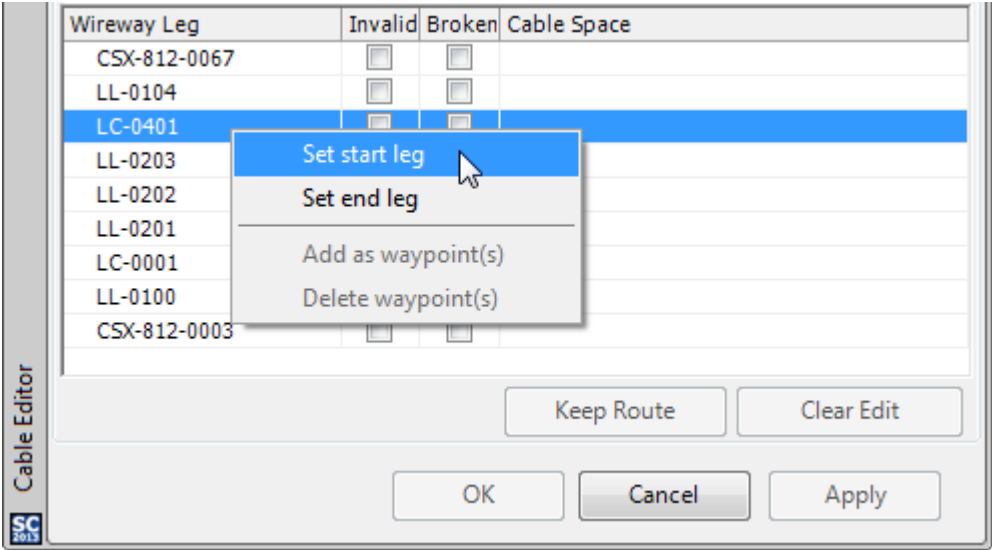 Wireway Leg Invalid Broken Cable Space
CSX-812-0067
LL-0104
LC-0401
Set start leg
LL-0203
Set end leg
LL-0202
LL-0201
Add as waypoint(s)
LC-0001
Delete waypoint(s)
LL-0100
CSX-812-0003
Keep Route Clear Edit
OK Cancel Apply
Cable Editor
SC
2013